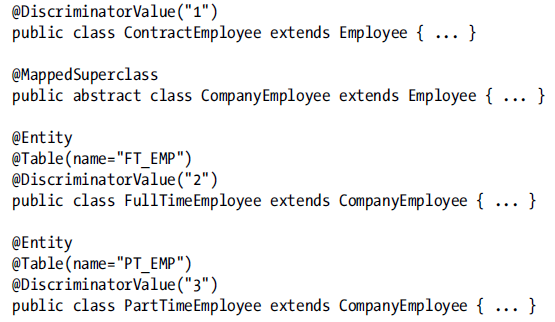 @DiscriminatorValue("1")
public class ContractEmployee extends Employee { ... }
@MappedSuperclass
public abstract class CompanyEmployee extends Employee { ... }
@Entity
@Table(name="FT_EMP")
@DiscriminatorValue("2")
public class FullTimeEmployee extends CompanyEmployee { ... }
@Entity
@Table(name="PT_EMP")
@DiscriminatorValue("3")
public class PartTimeEmployee extends CompanyEmployee { ... }